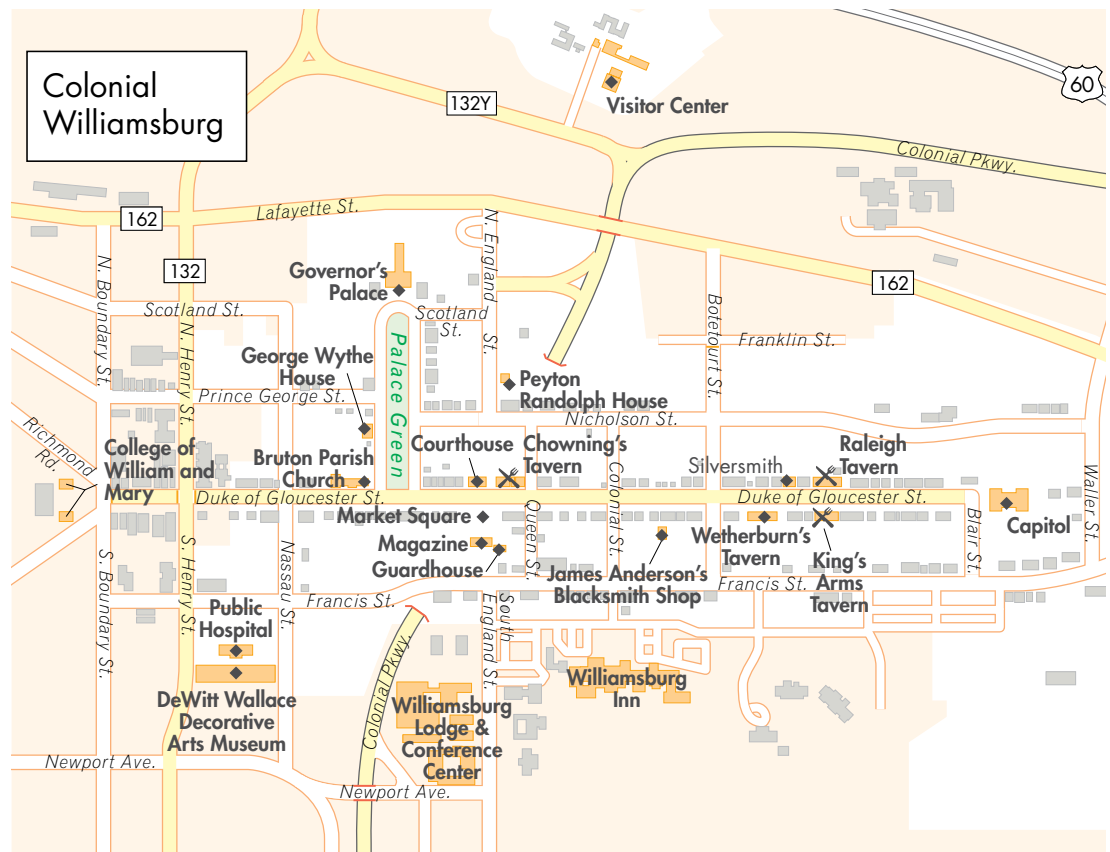 Colonial
Williamsburg
60
132Y
Visitor Center
Colonial Pkwy.
162
Lafayette St.
N. England St.
132
Governor's
Palace
162
N. Boundary St.
Scotland St.
Scotland
St.
N. Henry St.
Botetourt St.
Franklin St.
Palace Green
George Wythe
House
Prince George St.
Peyton
Randolph House
Nicholson St.
Richmond
Rd.
College of
William and
Mary
Bruton Parish
Church
Courthouse
Chowning's
Tavern
Silversmith
Raleigh
Tavern
Waller St.
Duke of Gloucester St.
Duke of Gloucester St.
Market Square
Queen St.
Colonial St.
Capitol
Magazine
Guardhouse
Wetherburn's
Tavern
King's
Arms
Tavern
Blair St.
S. Boundary St.
S. Henry St.
Nassau St.
James Anderson's
Blacksmith Shop
Francis St.
Francis St.
South
England St.
Public
Hospital
DeWitt Wallace
Decorative
Arts Museum
Colonial Pkwy.
Williamsburg
Lodge &
Conference
Center
Williamsburg
Inn
Newport Ave.
Newport Ave.